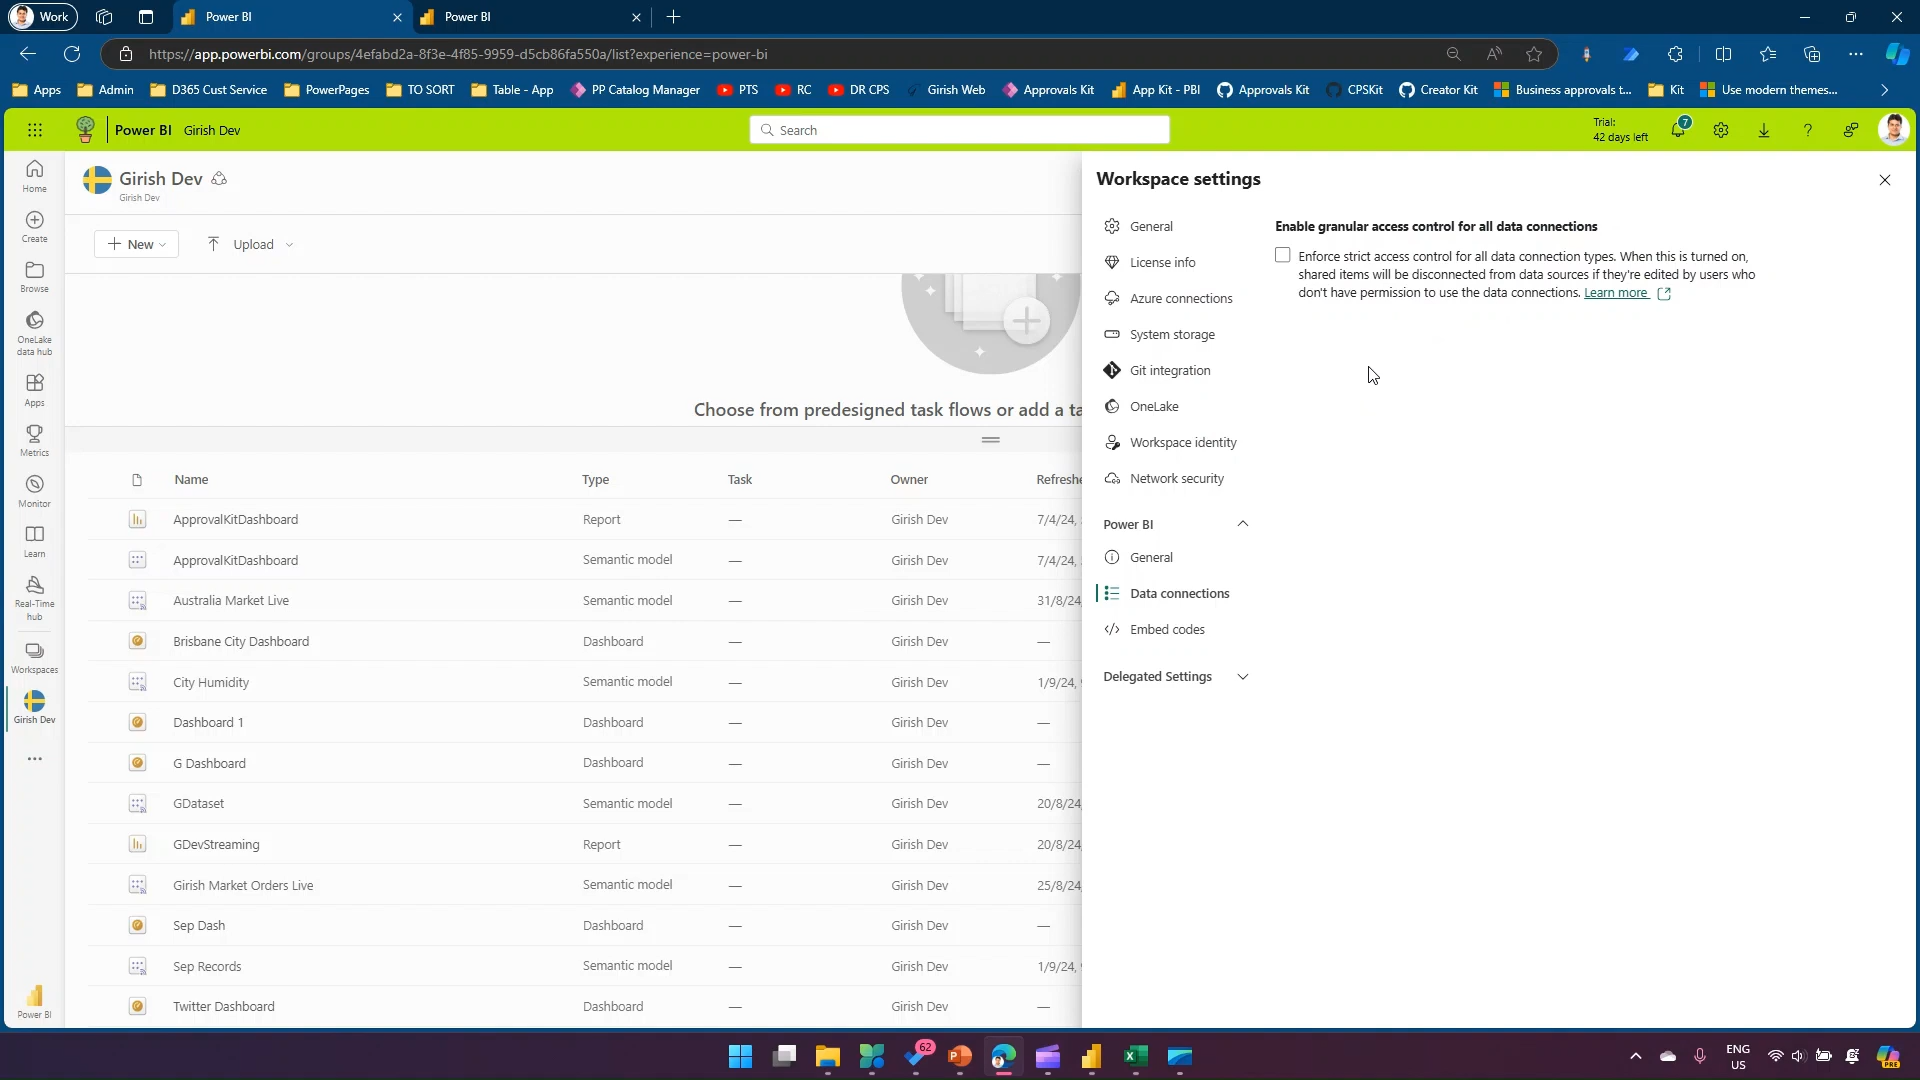 Work
Power BI
Power BI
https://app.powerbi.com/groups/4efabd2a-8f3e-4f85-9959-d5cb86fa550a/list?experience=power-bi
Apps
Admin
D365 Cust Service
PowerPages
TO SORT
Table - App
PP Catalog Manager
PTS
RC
DR CPS
Girish Web
Approvals Kit
App Kit - PBI
Approvals Kit
CPSKit
Creator Kit
Business approvals t...
Kit
Use modern themes...
Power BI
Girish Dev
Search
Trial:
42 days left
7
Home
Create
Browse
OneLake
data hub
Apps
Metrics
Monitor
Learn
Real-Time
hub
Workspaces
Girish Dev
Power BI
Girish Dev
Girish Dev
New
Upload
Choose from predesigned task flows or add a ta
Name Type Task Owner Refreshe
ApprovalKitDashboard Report — Girish Dev 7/4/24,
ApprovalKitDashboard Semantic model — Girish Dev 7/4/24,
Australia Market Live Semantic model — Girish Dev 31/8/24,
Brisbane City Dashboard Dashboard — Girish Dev —
City Humidity Semantic model — Girish Dev 1/9/24,
Dashboard 1 Dashboard — Girish Dev —
G Dashboard Dashboard — Girish Dev —
GDataset Semantic model — Girish Dev 20/8/24,
GDevStreaming Report — Girish Dev 20/8/24,
Girish Market Orders Live Semantic model — Girish Dev 25/8/24,
Sep Dash Dashboard — Girish Dev —
Sep Records Semantic model — Girish Dev 1/9/24,
Twitter Dashboard Dashboard — Girish Dev —
Workspace settings
General
License info
Azure connections
System storage
Git integration
OneLake
Workspace identity
Network security
Power BI
General
Data connections
Embed codes
Delegated Settings
Enable granular access control for all data connections
Enforce strict access control for all data connection types. When this is turned on,
shared items will be disconnected from data sources if they're edited by users who
don't have permission to use the data connections. Learn more
62
ENG
US
PRE